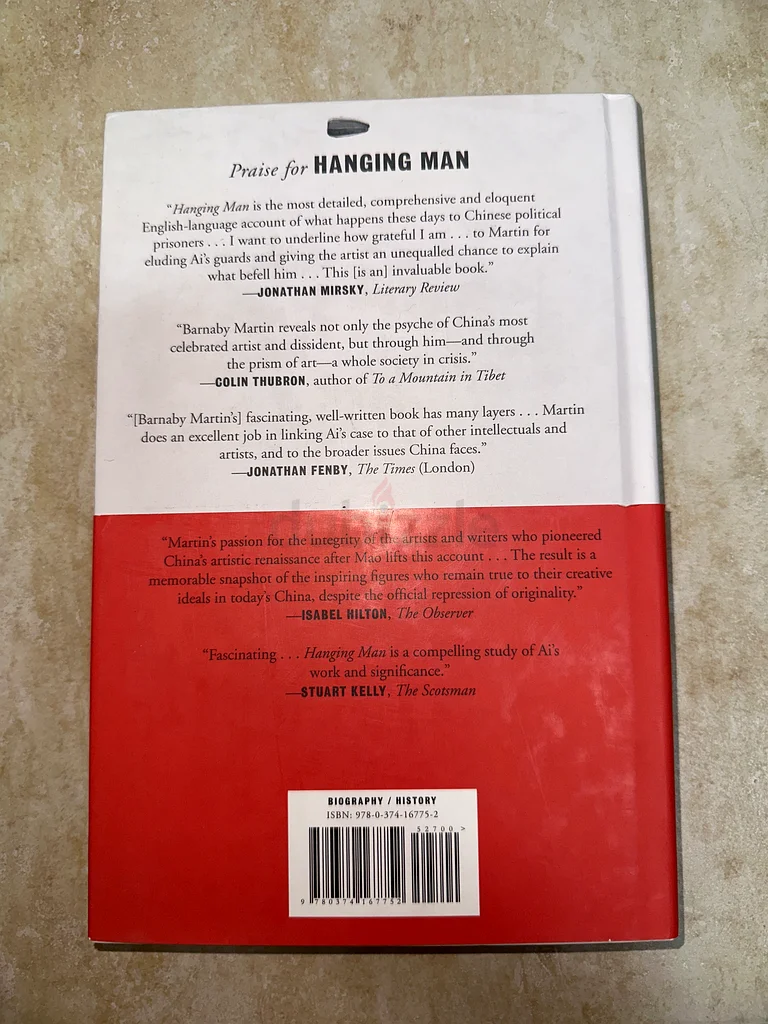 Praise for HANGING MAN
“Hanging Man is the most detailed, comprehensive and eloquent
English-language account of what happens these days to Chinese political
prisoners . . . I want to underline how grateful I am . . . to Martin for
eluding Ai’s guards and giving the artist an unequalled chance to explain
what befell him . . . This [is an] invaluable book.”
—JONATHAN MIRSKY, Literary Review
“Barnaby Martin reveals not only the psyche of China’s most
celebrated artist and dissident, but through him—and through
the prism of art—a whole society in crisis.”
—COLIN THUBRON, author of To a Mountain in Tibet
“[Barnaby Martin’s] fascinating, well-written book has many layers . . . Martin
does an excellent job in linking Ai’s case to that of other intellectuals and
artists, and to the broader issues China faces.”
—JONATHAN FENBY, The Times (London)
dubizzle
“Martin’s passion for the integrity of the artists and writers who pioneered
China’s artistic renaissance after Mao lifts this account . . . The result is a
memorable snapshot of the inspiring figures who remain true to their creative
ideals in today’s China, despite the official repression of originality.”
—ISABEL HILTON, The Observer
“Fascinating . . . Hanging Man is a compelling study of Ai’s
work and significance.”
—STUART KELLY, The Scotsman
BIOGRAPHY / HISTORY
ISBN: 978-0-374-16775-2
52700 >
9 780374 167752